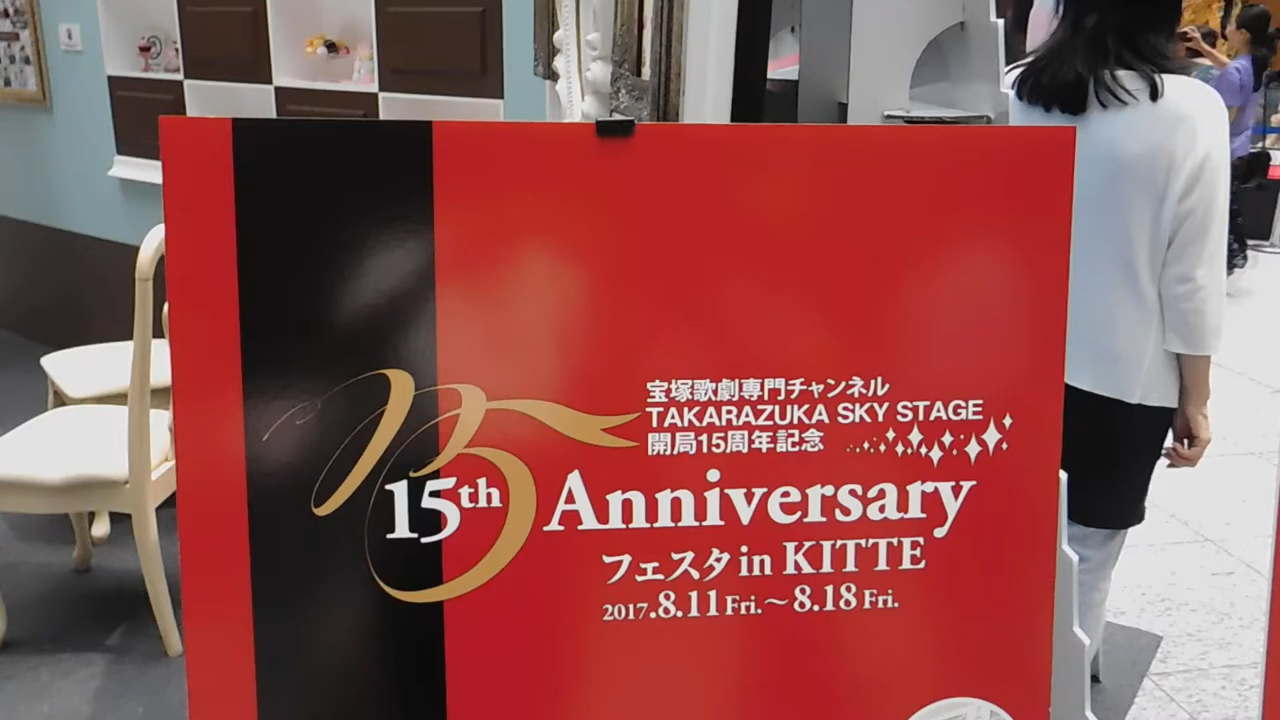 宝塚歌劇専門チャンネル
TAKARAZUKA SKY STAGE
開局15周年記念
15th Anniversary
フェスタ in KITTE
2017.8.11 Fri.～8.18 Fri.